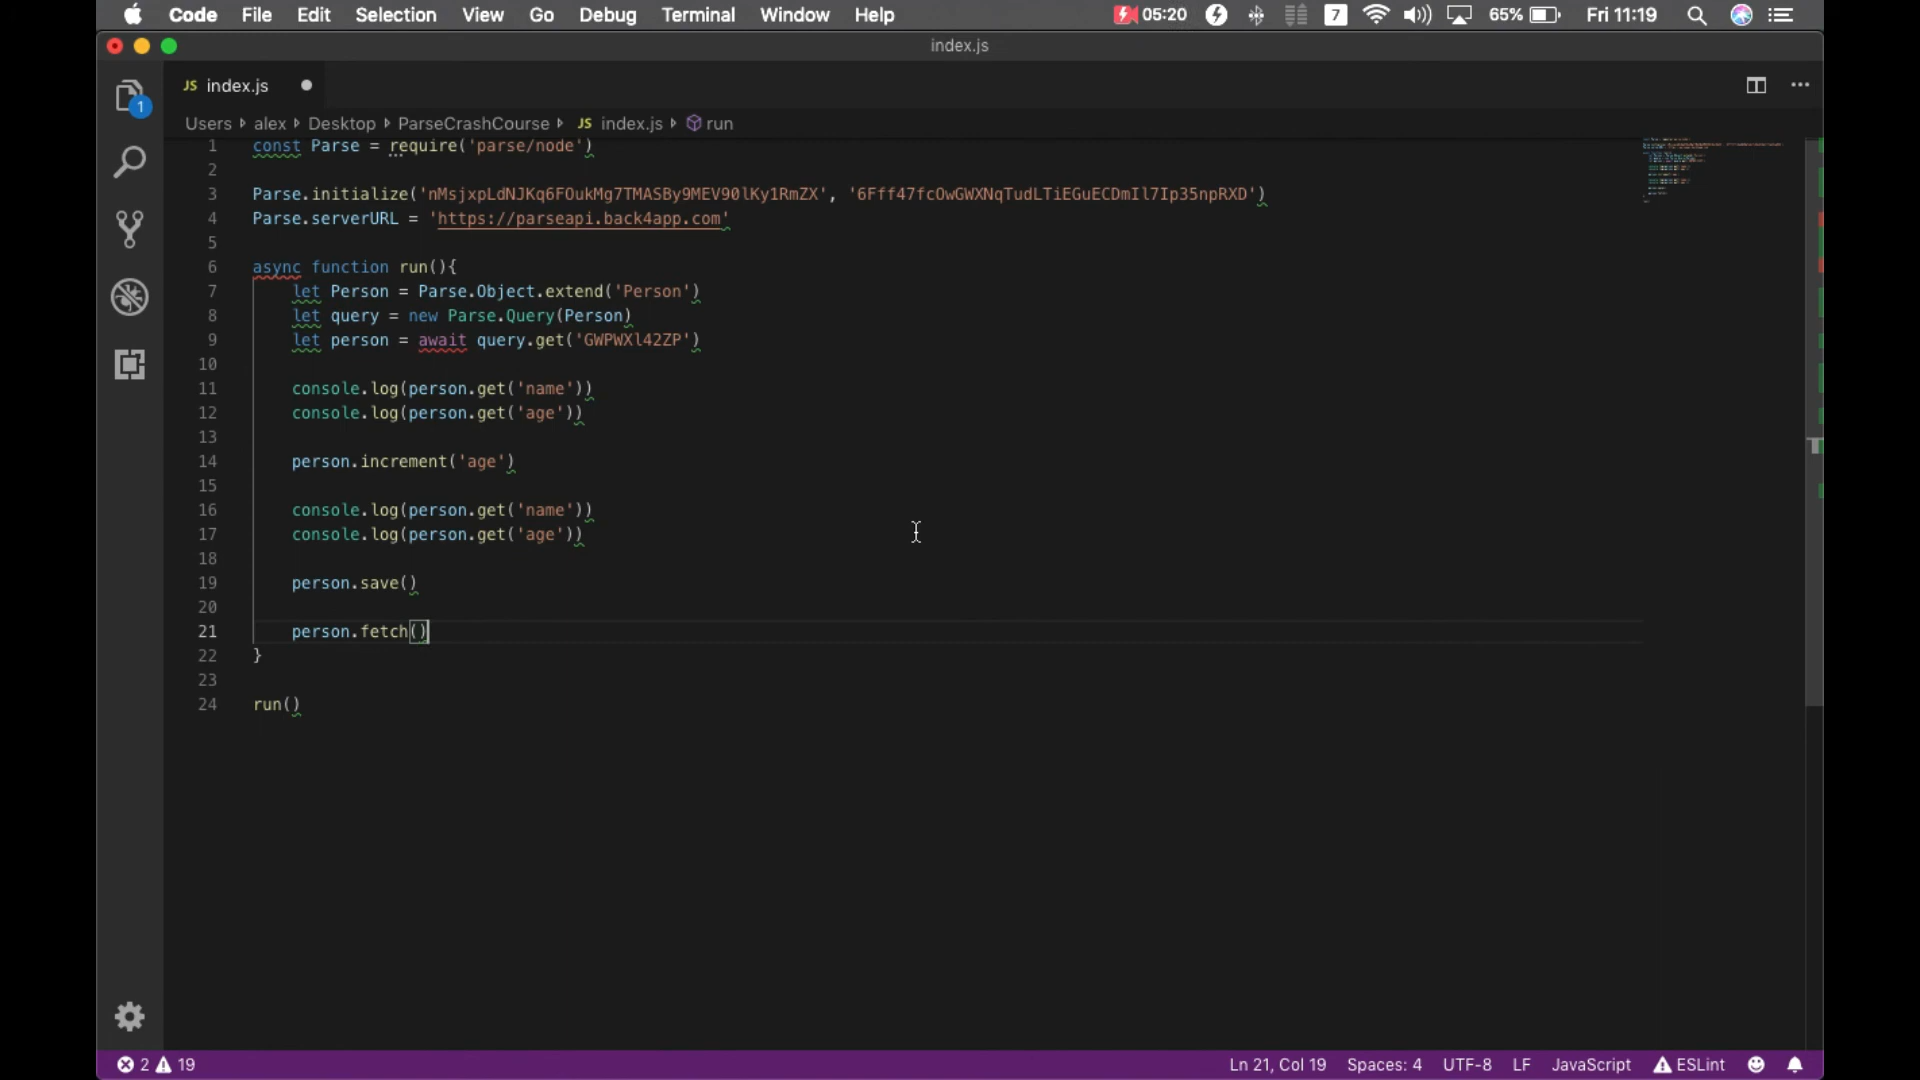 Code File Edit Selection View Go Debug Terminal Window Help 05:20 7 65% Fri 11:19
index.js
JS index.js
1
Users alex Desktop ParseCrashCourse JS index.js run
1 const Parse = require('parse/node')
2
3 Parse.initialize('nMsjxpLdNJKq6FOukMg7TMASBy9MEV90lKy1RmZX', '6Fff47fcOwGWXNqTudLTiEGuECDmIl7Ip35npRXD')
4 Parse.serverURL = 'https://parseapi.back4app.com'
5
6 async function run(){
7 let Person = Parse.Object.extend('Person')
8 let query = new Parse.Query(Person)
9 let person = await query.get('GWPWXl42ZP')
10
11 console.log(person.get('name'))
12 console.log(person.get('age'))
13
14 person.increment('age')
15
16 console.log(person.get('name'))
17 console.log(person.get('age'))
18
19 person.save()
20
21 person.fetch()
22 }
23
24 run()
2 19 Ln 21, Col 19 Spaces: 4 UTF-8 LF JavaScript ESLint